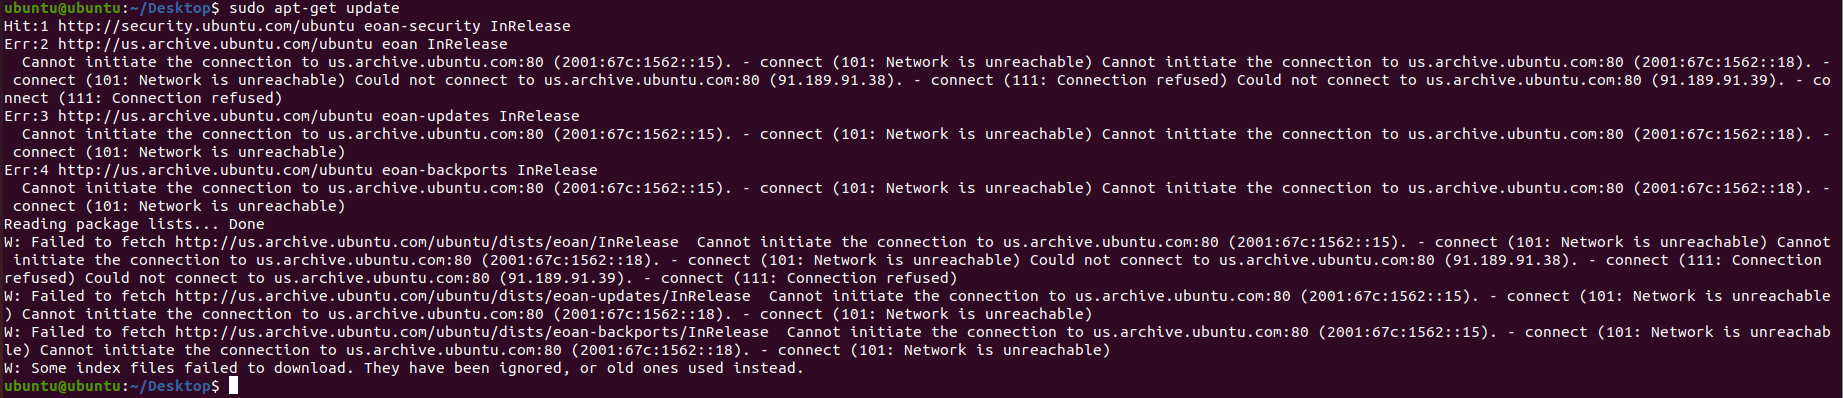 ubuntu@ubuntu:~/Desktop$ sudo apt-get update
Hit:1 http://security.ubuntu.com/ubuntu eoan-security InRelease
Err:2 http://us.archive.ubuntu.com/ubuntu eoan InRelease
  Cannot initiate the connection to us.archive.ubuntu.com:80 (2001:67c:1562::15). - connect (101: Network is unreachable) Cannot initiate the connection to us.archive.ubuntu.com:80 (2001:67c:1562::18). -
 connect (101: Network is unreachable) Could not connect to us.archive.ubuntu.com:80 (91.189.91.38). - connect (111: Connection refused) Could not connect to us.archive.ubuntu.com:80 (91.189.91.39). - co
nnect (111: Connection refused)
Err:3 http://us.archive.ubuntu.com/ubuntu eoan-updates InRelease
  Cannot initiate the connection to us.archive.ubuntu.com:80 (2001:67c:1562::15). - connect (101: Network is unreachable) Cannot initiate the connection to us.archive.ubuntu.com:80 (2001:67c:1562::18). -
 connect (101: Network is unreachable)
Err:4 http://us.archive.ubuntu.com/ubuntu eoan-backports InRelease
  Cannot initiate the connection to us.archive.ubuntu.com:80 (2001:67c:1562::15). - connect (101: Network is unreachable) Cannot initiate the connection to us.archive.ubuntu.com:80 (2001:67c:1562::18). -
 connect (101: Network is unreachable)
Reading package lists... Done
W: Failed to fetch http://us.archive.ubuntu.com/ubuntu/dists/eoan/InRelease  Cannot initiate the connection to us.archive.ubuntu.com:80 (2001:67c:1562::15). - connect (101: Network is unreachable) Cannot
 initiate the connection to us.archive.ubuntu.com:80 (2001:67c:1562::18). - connect (101: Network is unreachable) Could not connect to us.archive.ubuntu.com:80 (91.189.91.38). - connect (111: Connection
refused) Could not connect to us.archive.ubuntu.com:80 (91.189.91.39). - connect (111: Connection refused)
W: Failed to fetch http://us.archive.ubuntu.com/ubuntu/dists/eoan-updates/InRelease  Cannot initiate the connection to us.archive.ubuntu.com:80 (2001:67c:1562::15). - connect (101: Network is unreachable
) Cannot initiate the connection to us.archive.ubuntu.com:80 (2001:67c:1562::18). - connect (101: Network is unreachable)
W: Failed to fetch http://us.archive.ubuntu.com/ubuntu/dists/eoan-backports/InRelease  Cannot initiate the connection to us.archive.ubuntu.com:80 (2001:67c:1562::15). - connect (101: Network is unreachab
le) Cannot initiate the connection to us.archive.ubuntu.com:80 (2001:67c:1562::18). - connect (101: Network is unreachable)
W: Some index files failed to download. They have been ignored, or old ones used instead.
ubuntu@ubuntu:~/Desktop$